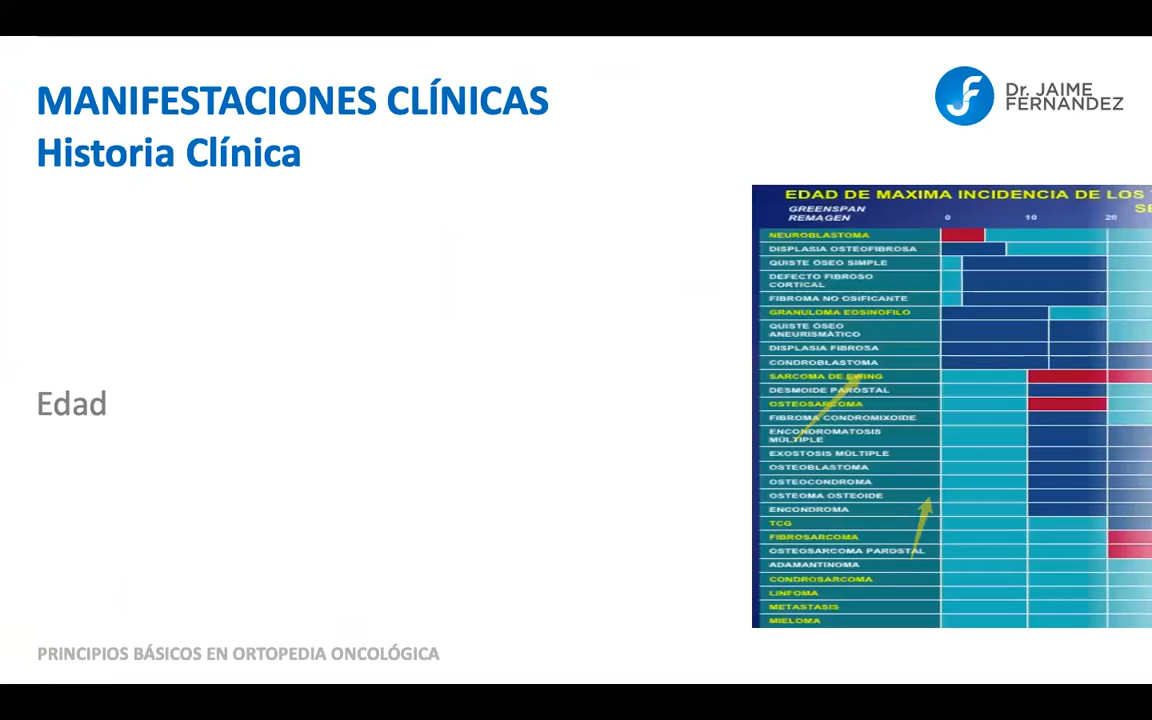 MANIFESTACIONES CLÍNICAS
Historia Clínica
Dr. JAIME
FERNANDEZ
EDAD DE MAXIMA INCIDENCIA DE LOS
GREENSPAN
REMAGEN
0 10 20
NEUROBLASTOMA
DISPLASIA OSTEOFIBROSA
QUISTE ÓSEO SIMPLE
DEFECTO FIBROSO
CORTICAL
FIBROMA NO OSIFICANTE
GRANULOMA EOSINOFILO
QUISTE ÓSEO
ANEURISMÁTICO
DISPLASIA FIBROSA
CONDROBLASTOMA
SARCOMA DE EWING
DESMOIDE PAROSTAL
OSTEOSARCOMA
FIBROMA CONDROMIXOIDE
ENCONDROMATOSIS
MÚLTIPLE
EXOSTOSIS MÚLTIPLE
OSTEOBLASTOMA
OSTEOCONDROMA
OSTEOMA OSTEOIDE
ENCONDROMA
TCG
FIBROSARCOMA
OSTEOSARCOMA PAROSTAL
ADAMANTINOMA
CONDROSARCOMA
LINFOMA
METASTASIS
MIELOMA
Edad
PRINCIPIOS BÁSICOS EN ORTOPEDIA ONCOLÓGICA